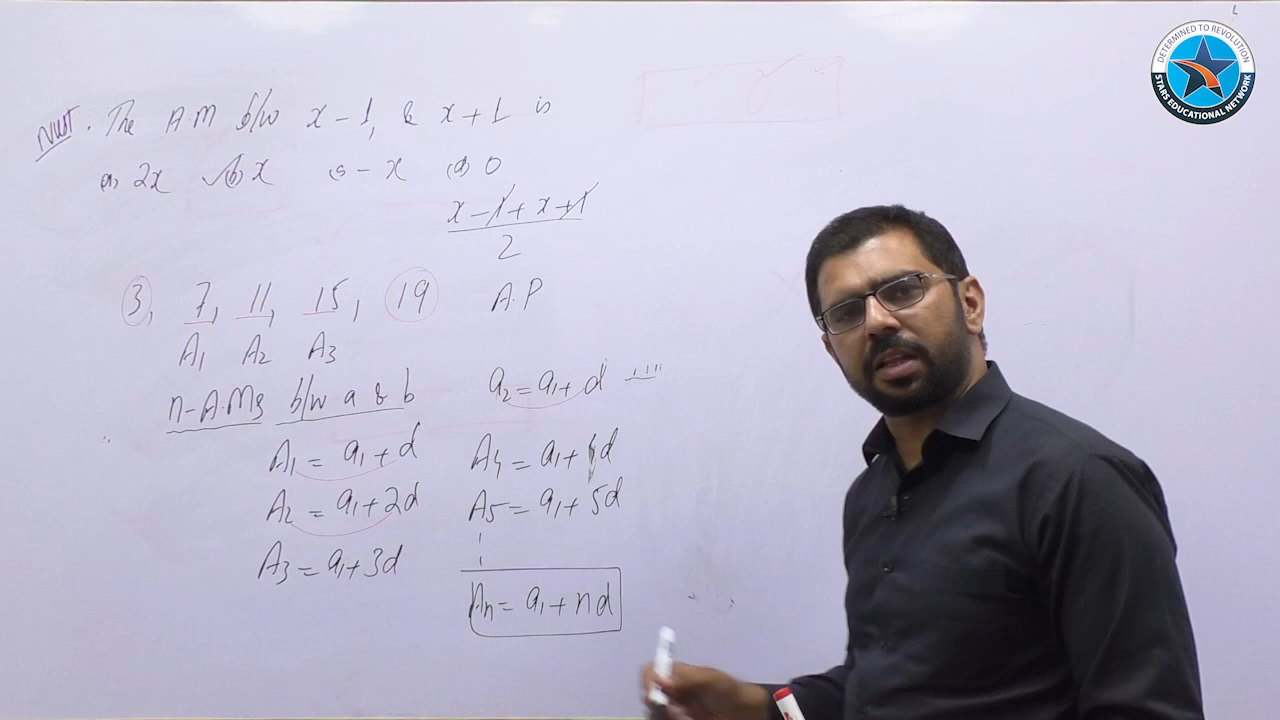 NUST. The A.M b/w x - 1, & x + 1 is
(a) 2x ✓(b) x (c) - x (d) 0
x - 1 + x + 1
2
3, 7, 11, 15, 19 A.P
A1 A2 A3
n-A.Ms b/w a & b
a2 = a1 + d
A1 = a1 + d
A2 = a1 + 2d
A3 = a1 + 3d
A4 = a1 + 4d
A5 = a1 + 5d
An = a1 + nd
DETERMINED TO REVOLUTION
STARS EDUCATIONAL NETWORK